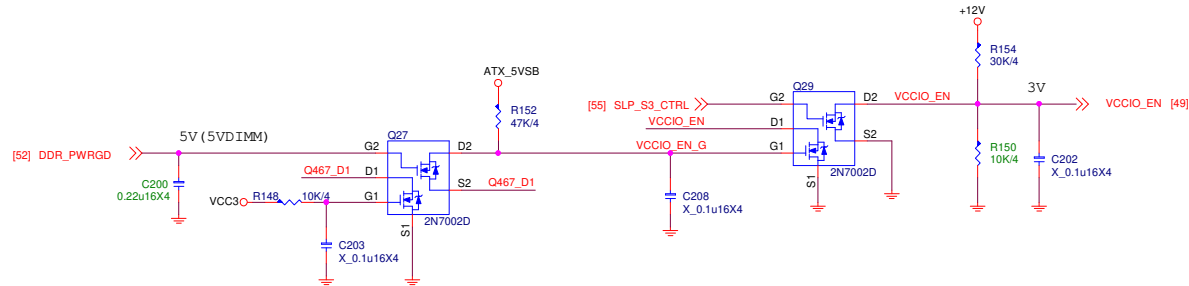 +12V
R154
30K/4
ATX_5VSB
Q29
3V
[55] SLP_S3_CTRL
G2
D2
VCCIO_EN
VCCIO_EN [49]
R152
47K/4
5V(5VDIMM)
VCCIO_EN
D1
S2
Q27
[52] DDR_PWRGD
G2
D2
VCCIO_EN_G
G1
R150
10K/4
C202
X_0.1u16X4
Q467_D1
D1
S2
Q467_D1
S1
2N7002D
C200
0.22u16X4
R148
10K/4
VCC3
G1
C208
X_0.1u16X4
2N7002D
S1
C203
X_0.1u16X4